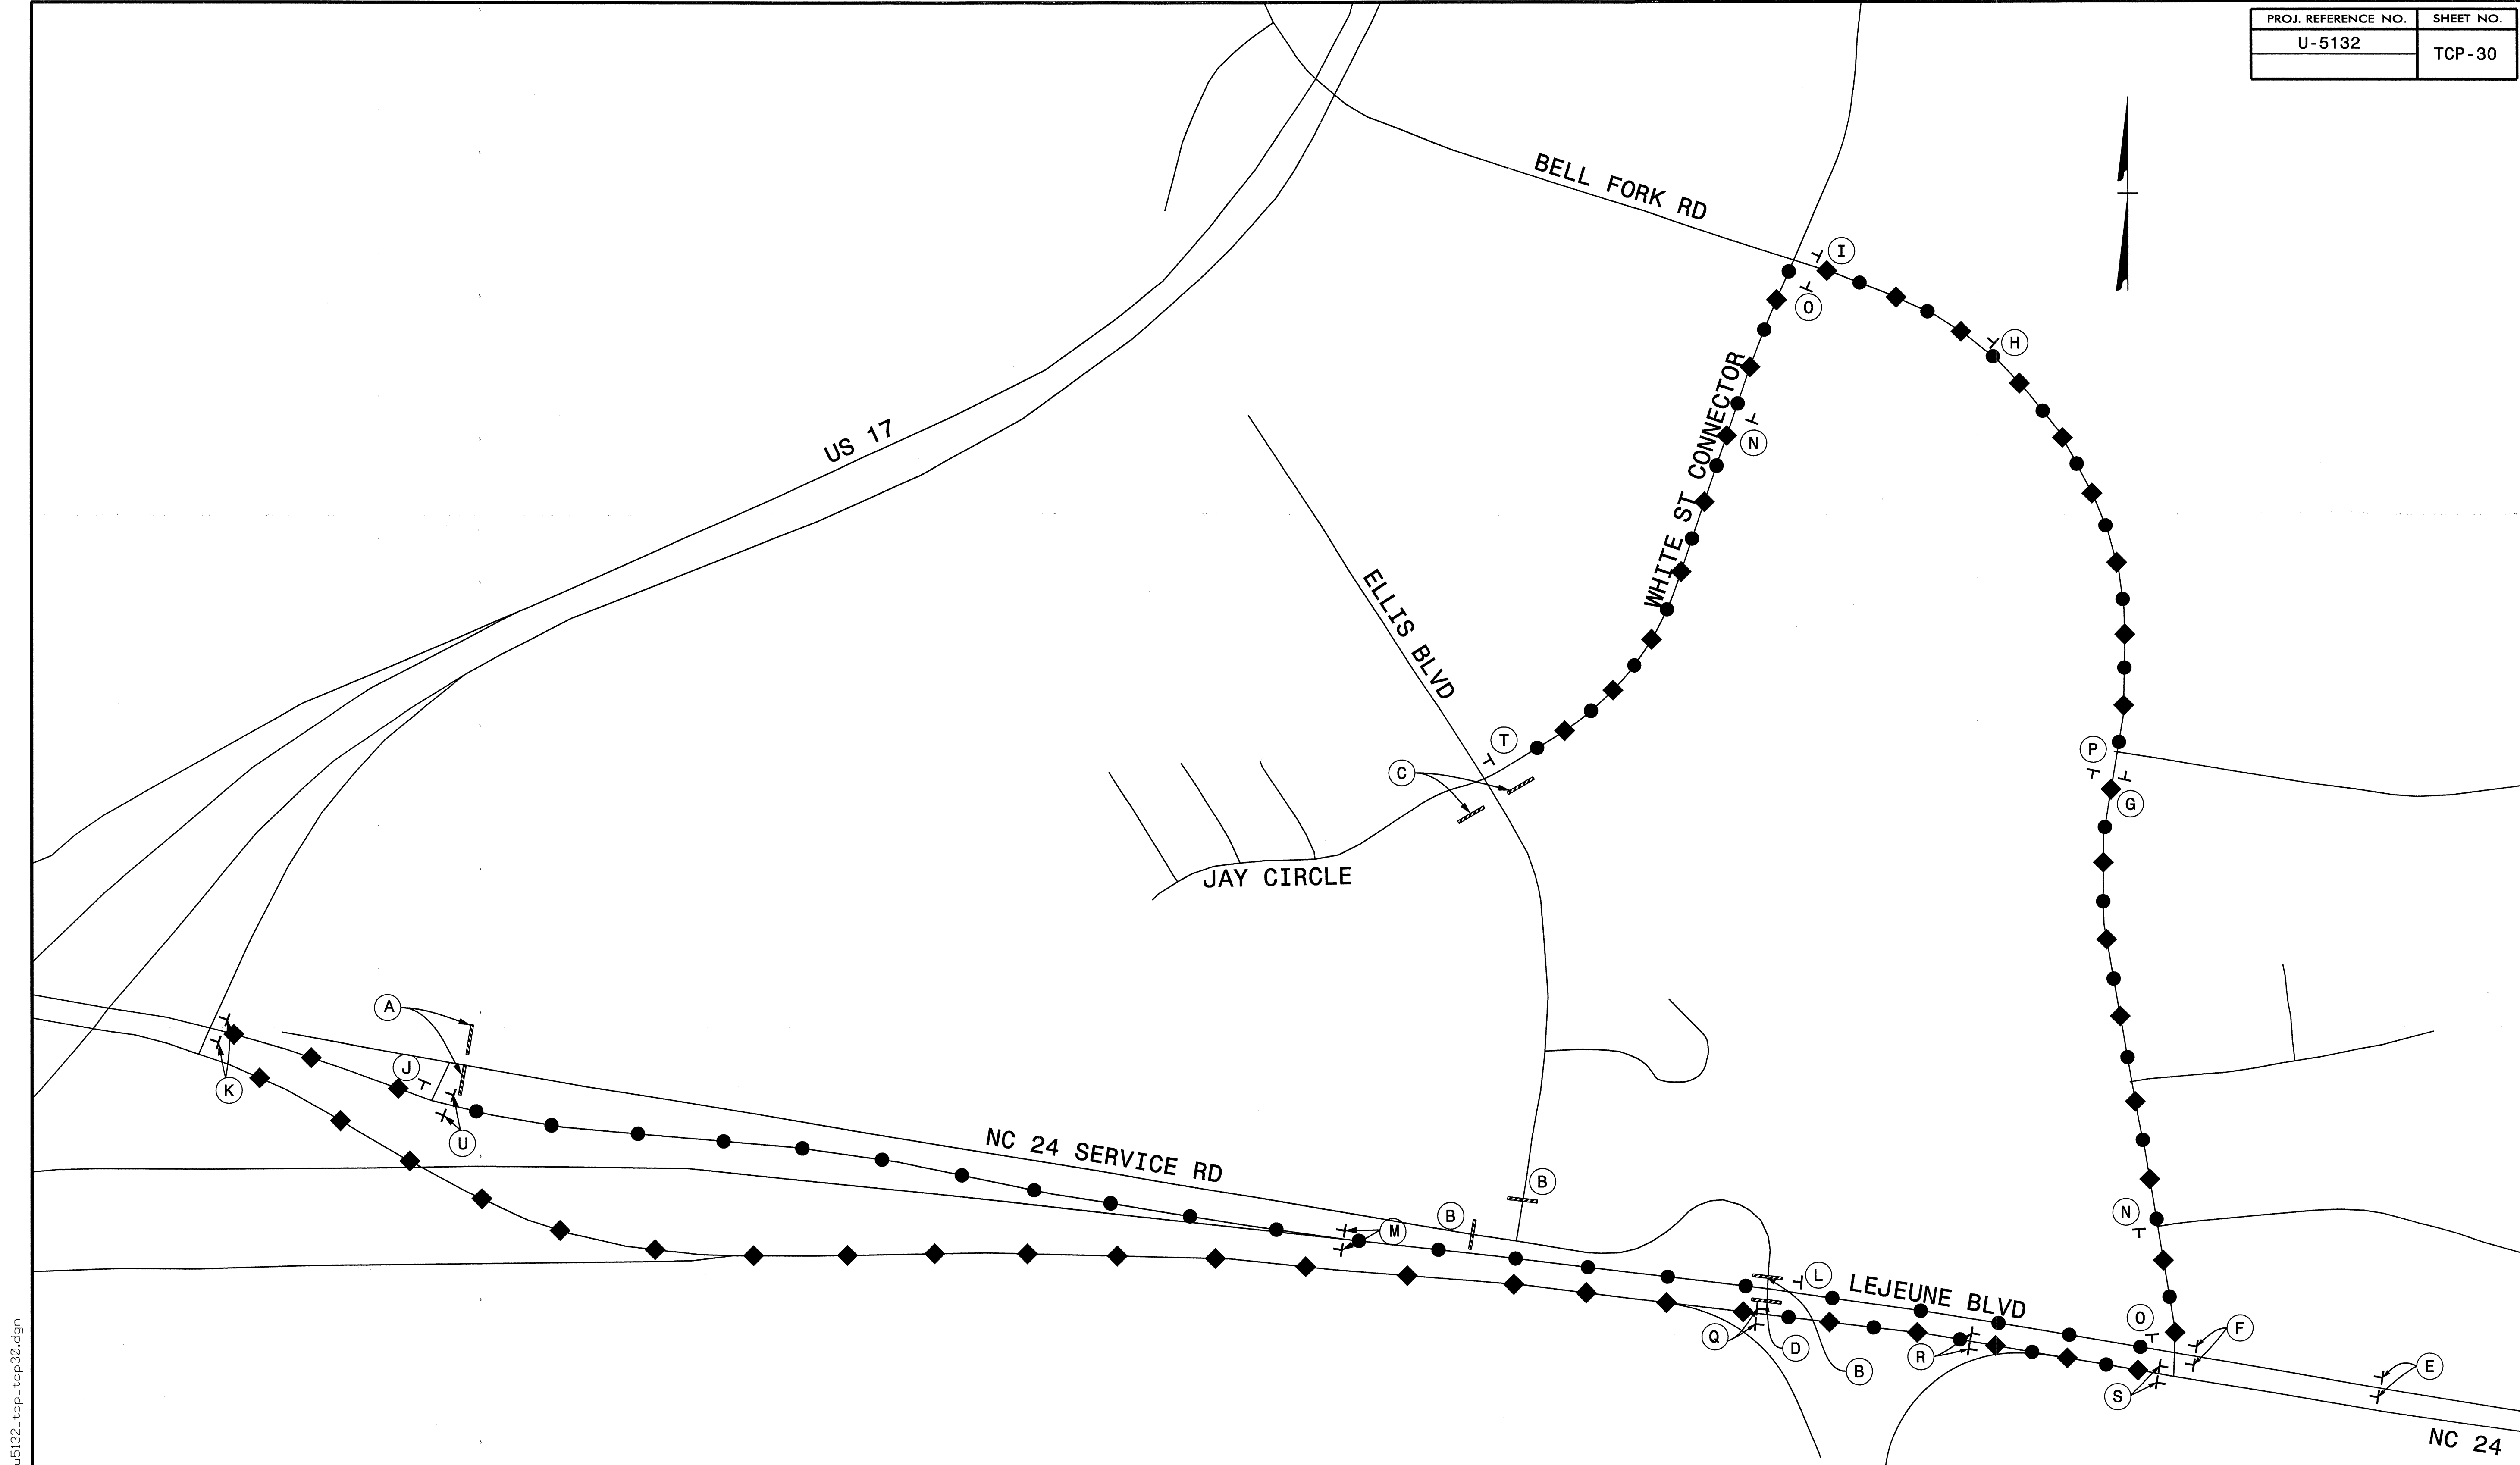 PROJ. REFERENCE NO. SHEET NO.
U-5132 TCP-30
BELL FORK RD
I
O
H
WHITE ST CONNECTOR
US 17
N
ELLIS BLVD
T
P
C
G
JAY CIRCLE
A
J
K
U
NC 24 SERVICE RD
B
B
M
N
L
LEJEUNE BLVD
O
F
Q
D
R
B
E
S
NC 24
u5132_tcp_tcp30.dgn